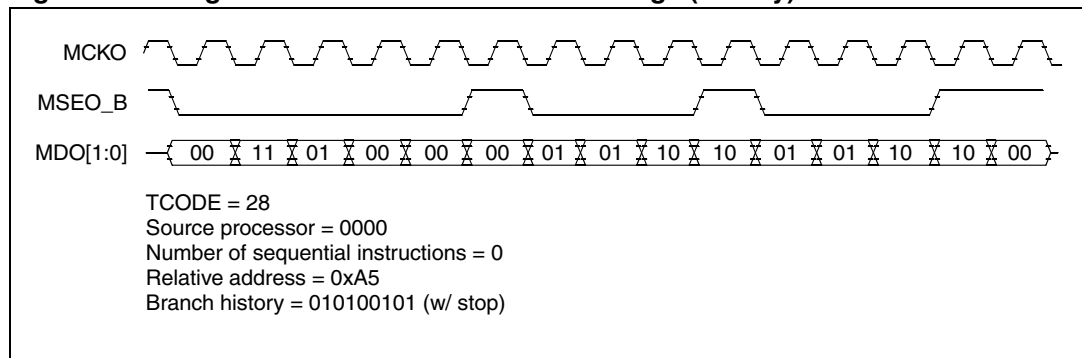 MCKO
MSEO_B
MDO[1:0] 00 11 01 00 00 00 01 01 10 10 01 01 10 10 00
TCODE = 28
Source processor = 0000
Number of sequential instructions = 0
Relative address = 0xA5
Branch history = 010100101 (w/ stop)